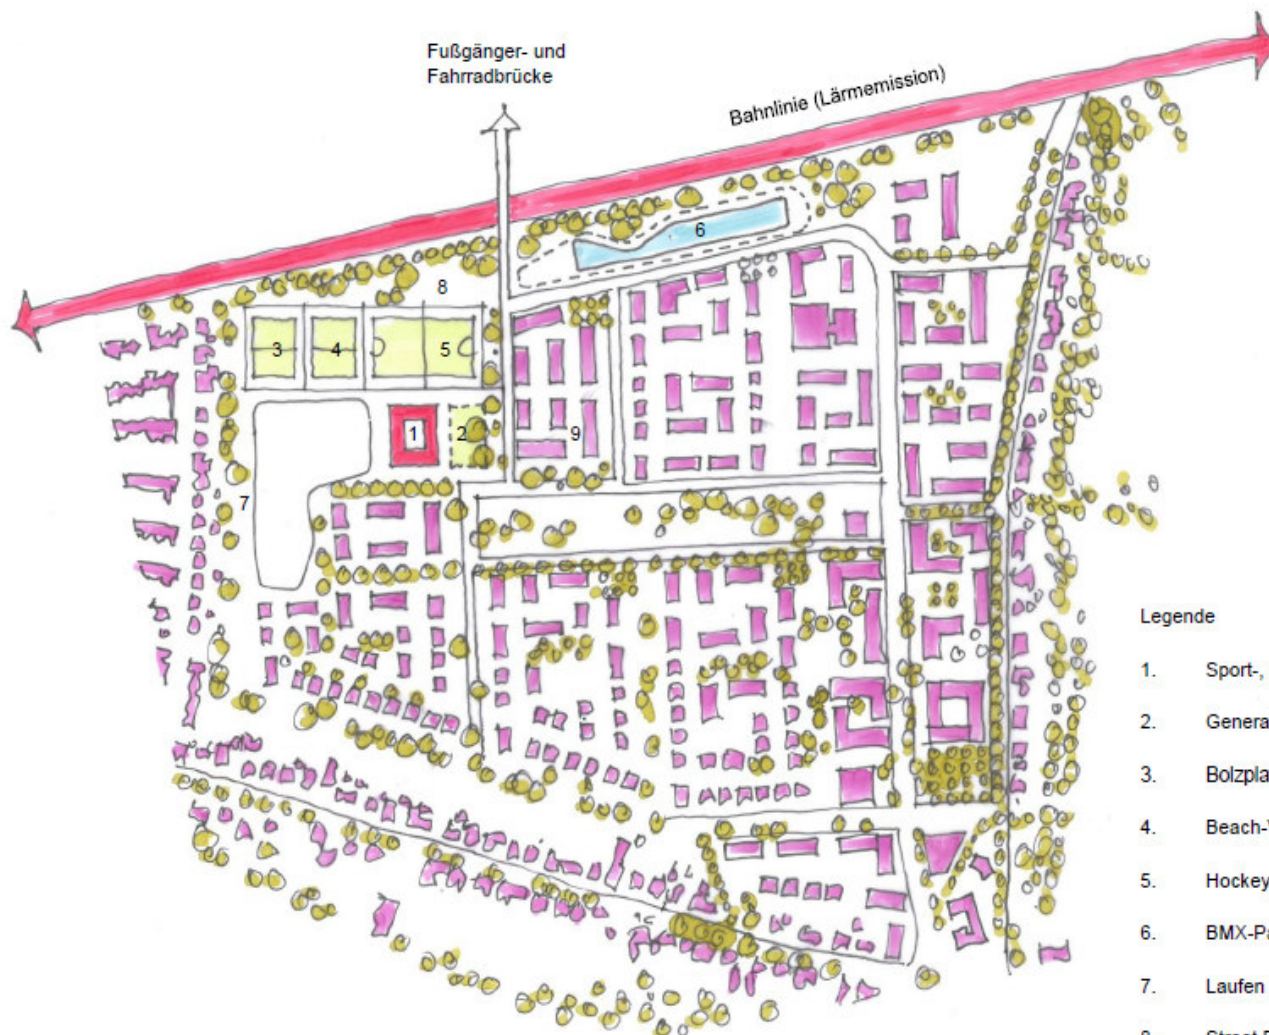 Fußgänger- und
Fahrradbrücke
Bahnlinie (Lärmemission)
6
8
3
4
5
1
2
9
7
Legende
1. Sport-,
2. Genera
3. Bolzpla
4. Beach-
5. Hockey
6. BMX-Pa
7. Laufen